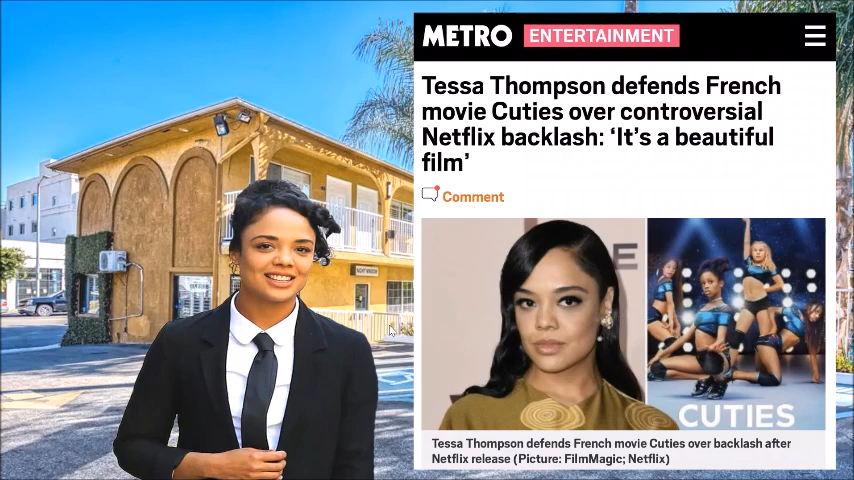 METRO ENTERTAINMENT
Tessa Thompson defends French
movie Cuties over controversial
Netflix backlash: ‘It’s a beautiful
film’
Comment
E
CUTIES
Tessa Thompson defends French movie Cuties over backlash after
Netflix release (Picture: FilmMagic; Netflix)